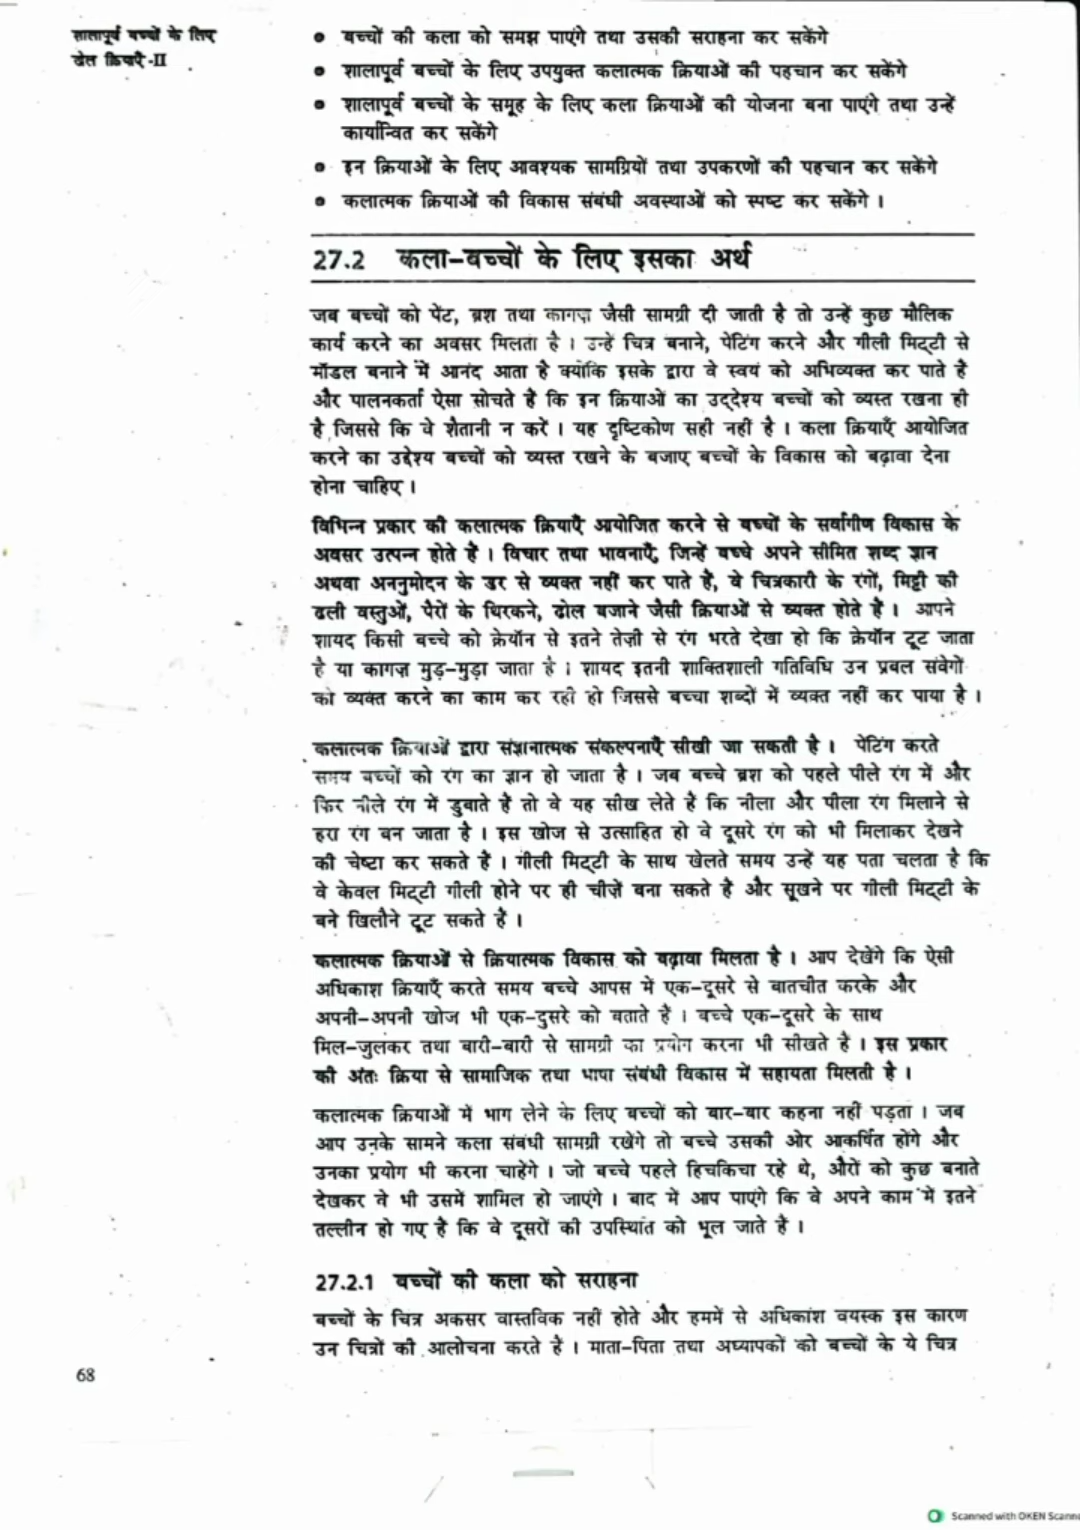 शालापूर्व बच्चों के लिए
खेल क्रियाएँ-II
• बच्चों की कला को समझ पाएंगे तथा उसकी सराहना कर सकेंगे
• शालापूर्व बच्चों के लिए उपयुक्त कलात्मक क्रियाओं की पहचान कर सकेंगे
• शालापूर्व बच्चों के समूह के लिए कला क्रियाओं की योजना बना पाएंगे तथा उन्हें
कार्यान्वित कर सकेंगे
• इन क्रियाओं के लिए आवश्यक सामग्रियों तथा उपकरणों की पहचान कर सकेंगे
• कलात्मक क्रियाओं की विकास संबंधी अवस्थाओं को स्पष्ट कर सकेंगे।
27.2 कला-बच्चों के लिए इसका अर्थ
जब बच्चों को पेंट, ब्रश तथा कागज़ जैसी सामग्री दी जाती है तो उन्हें कुछ मौलिक
कार्य करने का अवसर मिलता है। उन्हें चित्र बनाने, पेंटिंग करने और गीली मिट्टी से
मॉडल बनाने में आनंद आता है क्योंकि इसके द्वारा वे स्वयं को अभिव्यक्त कर पाते हैं
और पालनकर्ता ऐसा सोचते हैं कि इन क्रियाओं का उद्देश्य बच्चों को व्यस्त रखना ही
है जिससे कि वे शैतानी न करें। यह दृष्टिकोण सही नहीं है। कला क्रियाएँ आयोजित
करने का उद्देश्य बच्चों को व्यस्त रखने के बजाए बच्चों के विकास को बढ़ावा देना
होना चाहिए।
विभिन्न प्रकार की कलात्मक क्रियाएँ आयोजित करने से बच्चों के सर्वांगीण विकास के
अवसर उत्पन्न होते हैं। विचार तथा भावनाएँ, जिन्हें बच्चे अपने सीमित शब्द ज्ञान
अथवा अननुमोदन के डर से व्यक्त नहीं कर पाते हैं, वे चित्रकारी के रंगों, मिट्टी की
ढली वस्तुओं, पैरों के थिरकने, ढोल बजाने जैसी क्रियाओं से व्यक्त होते हैं। आपने
शायद किसी बच्चे को क्रेयॉन से इतने तेज़ी से रंग भरते देखा हो कि क्रेयॉन टूट जाता
है या कागज़ मुड़-मुड़ा जाता है। शायद इतनी शाक्तिशाली गतिविधि उन प्रबल संवेगों
को व्यक्त करने का काम कर रही हो जिससे बच्चा शब्दों में व्यक्त नहीं कर पाया है।
कलात्मक क्रियाओं द्वारा संज्ञानात्मक संकल्पनाएँ सीखी जा सकती है। पेंटिंग करते
समय बच्चों को रंग का ज्ञान हो जाता है। जब बच्चे ब्रश को पहले पीले रंग में और
फिर नीले रंग में डुबाते हैं तो वे यह सीख लेते हैं कि नीला और पीला रंग मिलाने से
हरा रंग बन जाता है। इस खोज से उत्साहित हो वे दूसरे रंग को भी मिलाकर देखने
की चेष्टा कर सकते हैं। गीली मिट्टी के साथ खेलते समय उन्हें यह पता चलता है कि
वे केवल मिट्टी गीली होने पर ही चीज़ें बना सकते हैं और सूखने पर गीली मिट्टी के
बने खिलौने टूट सकते हैं।
कलात्मक क्रियाओं से क्रियात्मक विकास को बढ़ावा मिलता है। आप देखेंगे कि ऐसी
अधिकाश क्रियाएँ करते समय बच्चे आपस में एक-दूसरे से बातचीत करके और
अपनी-अपनी खोज भी एक-दुसरे को बताते हैं। बच्चे एक-दूसरे के साथ
मिल-जुलकर तथा बारी-बारी से सामग्री का प्रयोग करना भी सीखते हैं। इस प्रकार
की अंतः क्रिया से सामाजिक तथा भाषा संबंधी विकास में सहायता मिलती है।
कलात्मक क्रियाओं में भाग लेने के लिए बच्चों को बार-बार कहना नहीं पड़ता। जब
आप उनके सामने कला संबंधी सामग्री रखेंगे तो बच्चे उसकी ओर आकर्षित होंगे और
उनका प्रयोग भी करना चाहेंगे। जो बच्चे पहले हिचकिचा रहे थे, औरों को कुछ बनाते
देखकर वे भी उसमें शामिल हो जाएंगे। बाद में आप पाएंगे कि वे अपने काम में इतने
तल्लीन हो गए हैं कि वे दूसरों की उपस्थिति को भूल जाते हैं।
27.2.1 बच्चों की कला को सराहना
बच्चों के चित्र अकसर वास्तविक नहीं होते और हममें से अधिकांश वयस्क इस कारण
उन चित्रों की आलोचना करते हैं। माता-पिता तथा अध्यापकों को बच्चों के ये चित्र
68
Scanned with OKEN Scanne